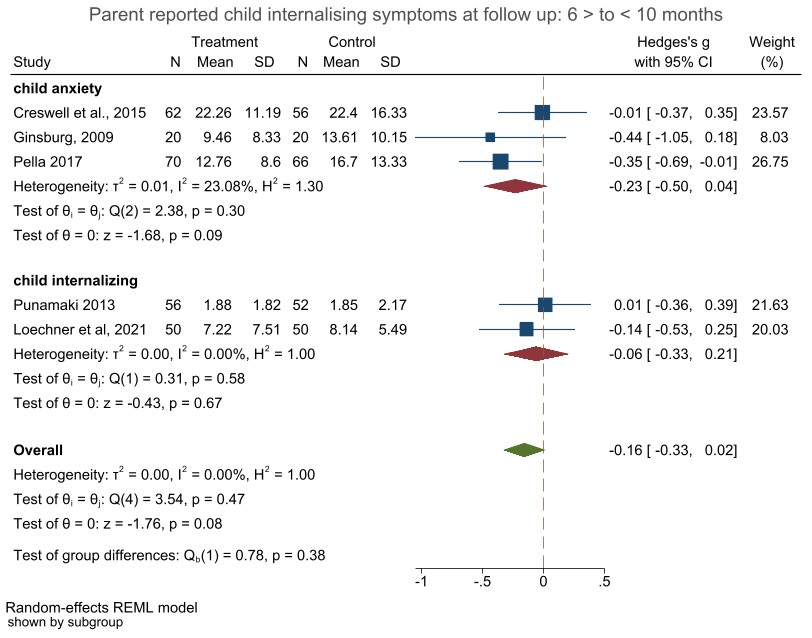 Parent reported child internalising symptoms at follow up: 6 > to < 10 months
Treatment Control Hedges's g Weight
Study N Mean SD N Mean SD with 95% CI (%)
child anxiety
Creswell et al., 2015 62 22.26 11.19 56 22.4 16.33 -0.01 [ -0.37, 0.35] 23.57
Ginsburg, 2009 20 9.46 8.33 20 13.61 10.15 -0.44 [ -1.05, 0.18] 8.03
Pella 2017 70 12.76 8.6 66 16.7 13.33 -0.35 [ -0.69, -0.01] 26.75
Heterogeneity: τ² = 0.01, I² = 23.08%, H² = 1.30 -0.23 [ -0.50, 0.04]
Test of θᵢ = θⱼ: Q(2) = 2.38, p = 0.30
Test of θ = 0: z = -1.68, p = 0.09
child internalizing
Punamaki 2013 56 1.88 1.82 52 1.85 2.17 0.01 [ -0.36, 0.39] 21.63
Loechner et al, 2021 50 7.22 7.51 50 8.14 5.49 -0.14 [ -0.53, 0.25] 20.03
Heterogeneity: τ² = 0.00, I² = 0.00%, H² = 1.00 -0.06 [ -0.33, 0.21]
Test of θᵢ = θⱼ: Q(1) = 0.31, p = 0.58
Test of θ = 0: z = -0.43, p = 0.67
Overall -0.16 [ -0.33, 0.02]
Heterogeneity: τ² = 0.00, I² = 0.00%, H² = 1.00
Test of θᵢ = θⱼ: Q(4) = 3.54, p = 0.47
Test of θ = 0: z = -1.76, p = 0.08
Test of group differences: Q_b(1) = 0.78, p = 0.38
-1 -.5 0 .5
Random-effects REML model
shown by subgroup